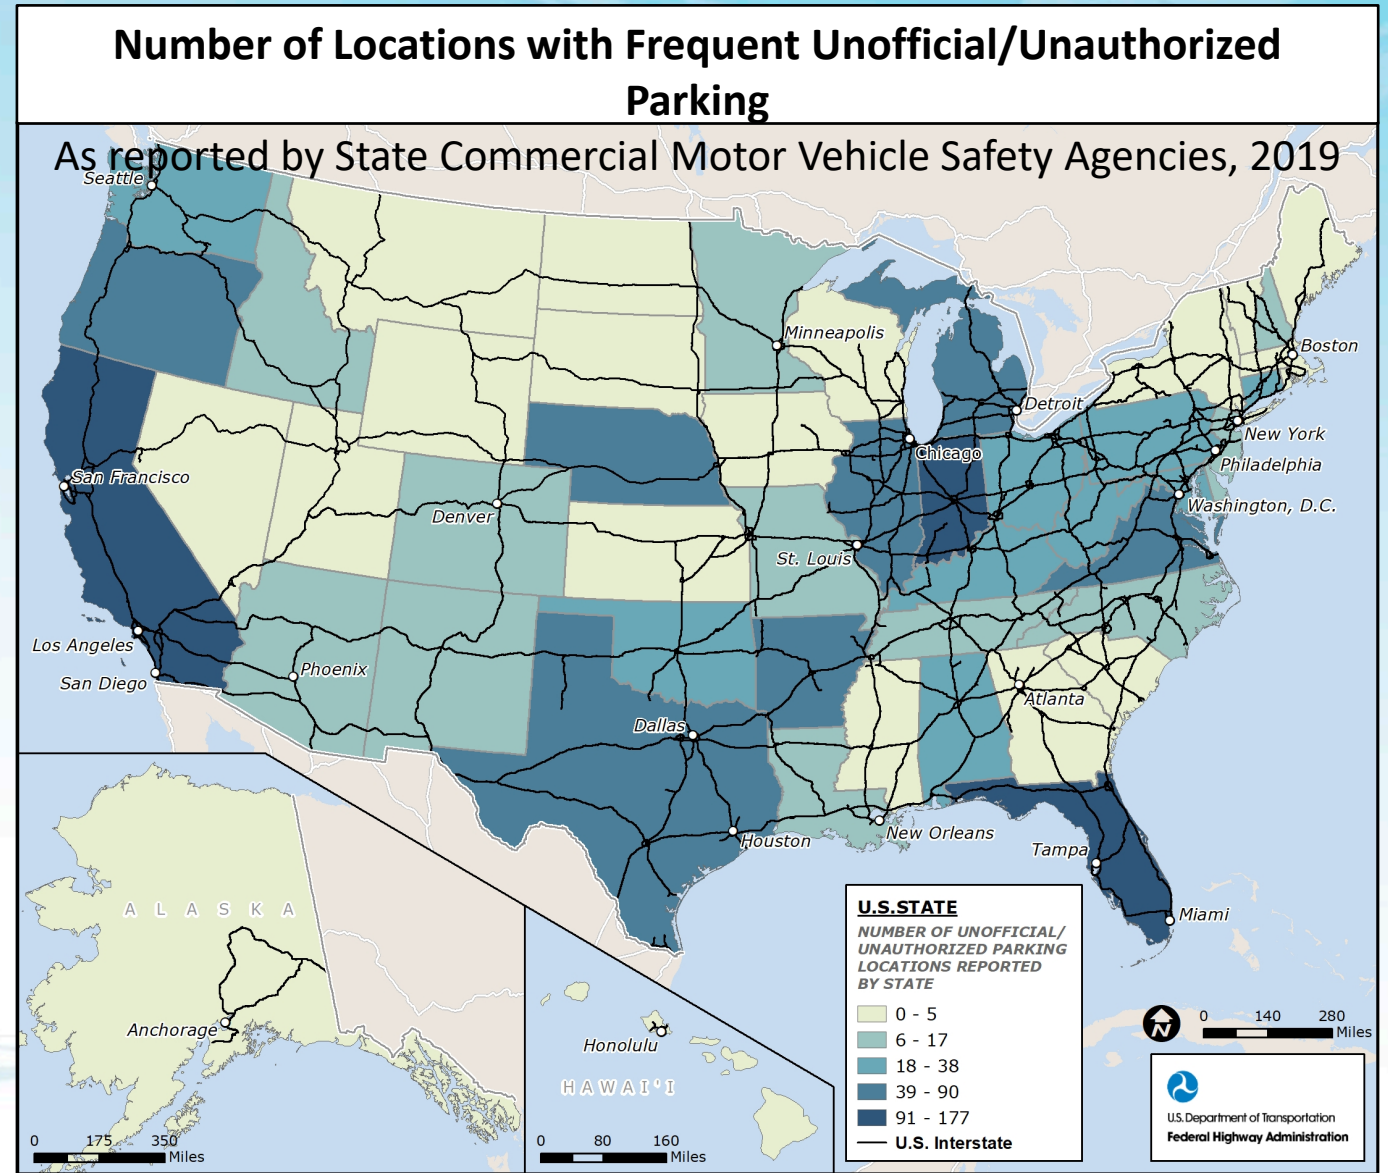 Number of Locations with Frequent Unofficial/Unauthorized
Parking
As reported by State Commercial Motor Vehicle Safety Agencies, 2019
Seattle
Minneapolis
Boston
Detroit
New York
Chicago
Philadelphia
San Francisco
Washington, D.C.
Denver
St. Louis
Los Angeles
Phoenix
San Diego
Atlanta
Dallas
New Orleans
Houston
Tampa
Miami
ALASKA
Anchorage
0 175 350
Miles
Honolulu
HAWAI'I
0 80 160
Miles
U.S.STATE
NUMBER OF UNOFFICIAL/
UNAUTHORIZED PARKING
LOCATIONS REPORTED
BY STATE
0 - 5
6 - 17
18 - 38
39 - 90
91 - 177
U.S. Interstate
N
0 140 280
Miles
U.S. Department of Transportation
Federal Highway Administration